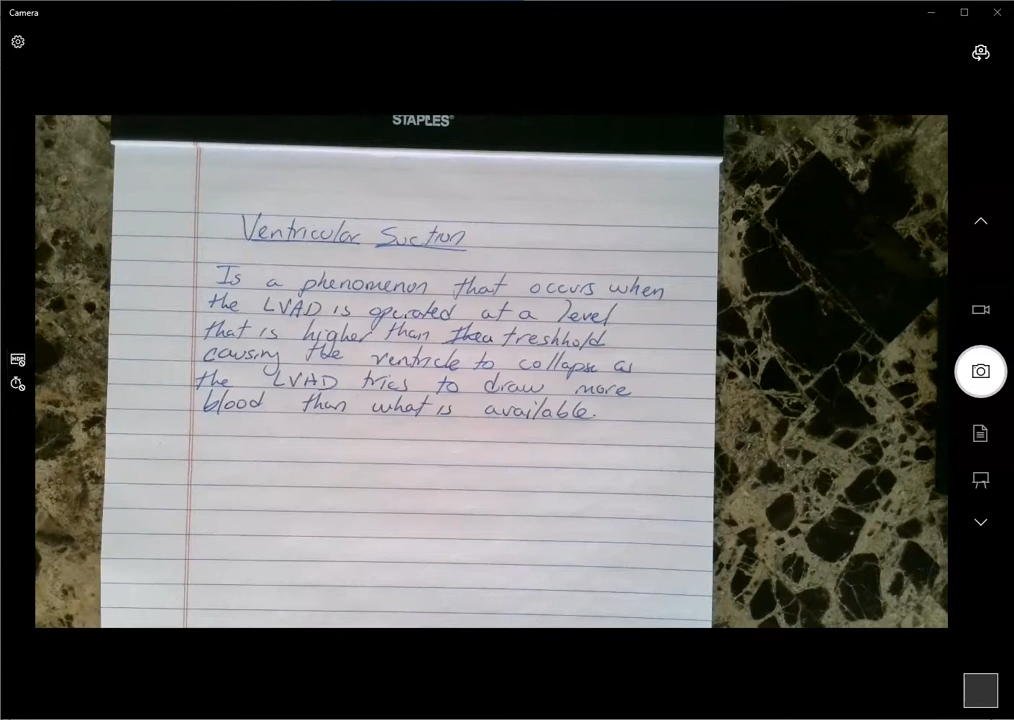 Camera
STAPLES®
Ventricular Suction
Is a phenomenon that occurs when
the LVAD is operated at a level
that is higher than a treshhold
causing the ventricle to collapse as
the LVAD tries to draw more
blood than what is available.